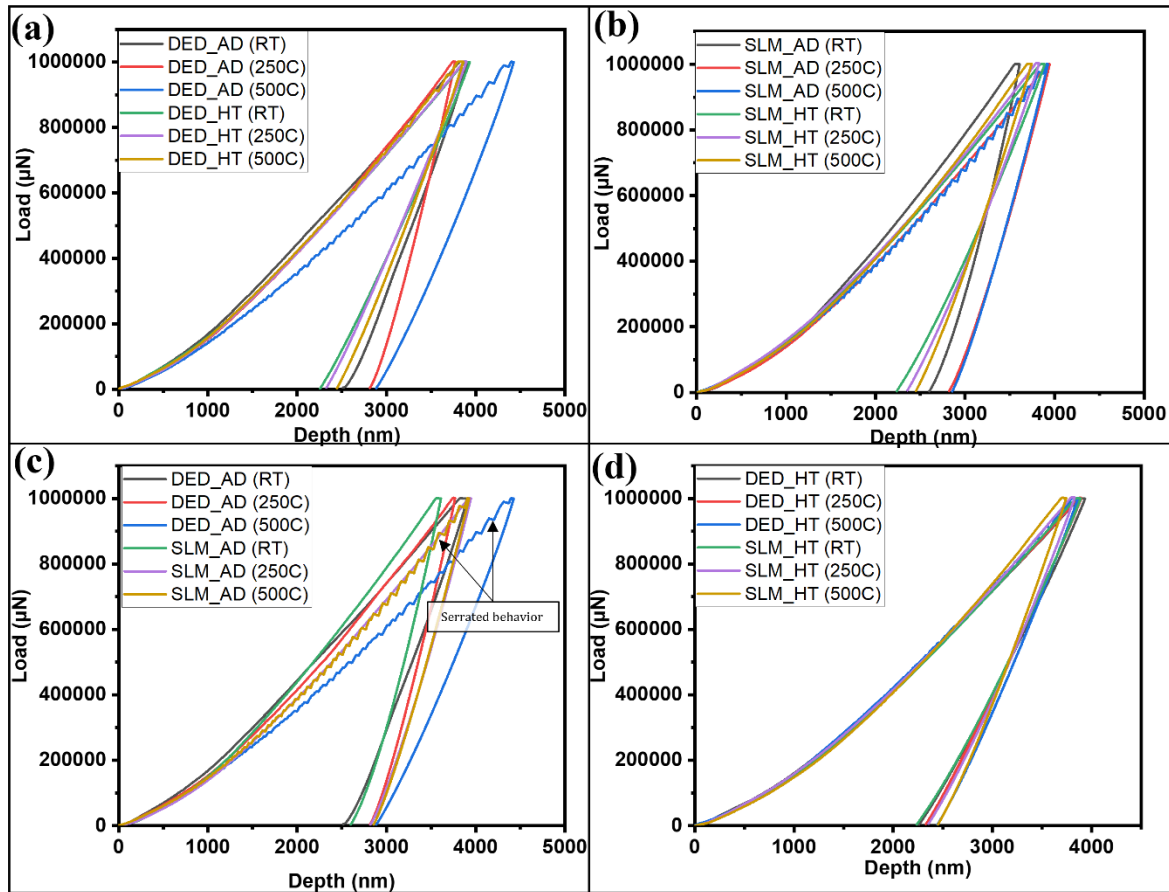 (a)
DED_AD (RT)
DED_AD (250C)
DED_AD (500C)
DED_HT (RT)
DED_HT (250C)
DED_HT (500C)
1000000
800000
600000
400000
200000
0
Load (µN)
0 1000 2000 3000 4000 5000
Depth (nm)
(b)
SLM_AD (RT)
SLM_AD (250C)
SLM_AD (500C)
SLM_HT (RT)
SLM_HT (250C)
SLM_HT (500C)
1000000
800000
600000
400000
200000
0
Load (µN)
0 1000 2000 3000 4000 5000
Depth (nm)
(c)
DED_AD (RT)
DED_AD (250C)
DED_AD (500C)
SLM_AD (RT)
SLM_AD (250C)
SLM_AD (500C)
Serrated behavior
1000000
800000
600000
400000
200000
0
Load (µN)
0 1000 2000 3000 4000 5000
Depth (nm)
(d)
DED_HT (RT)
DED_HT (250C)
DED_HT (500C)
SLM_HT (RT)
SLM_HT (250C)
SLM_HT (500C)
1000000
800000
600000
400000
200000
0
Load (µN)
0 1000 2000 3000 4000
Depth (nm)